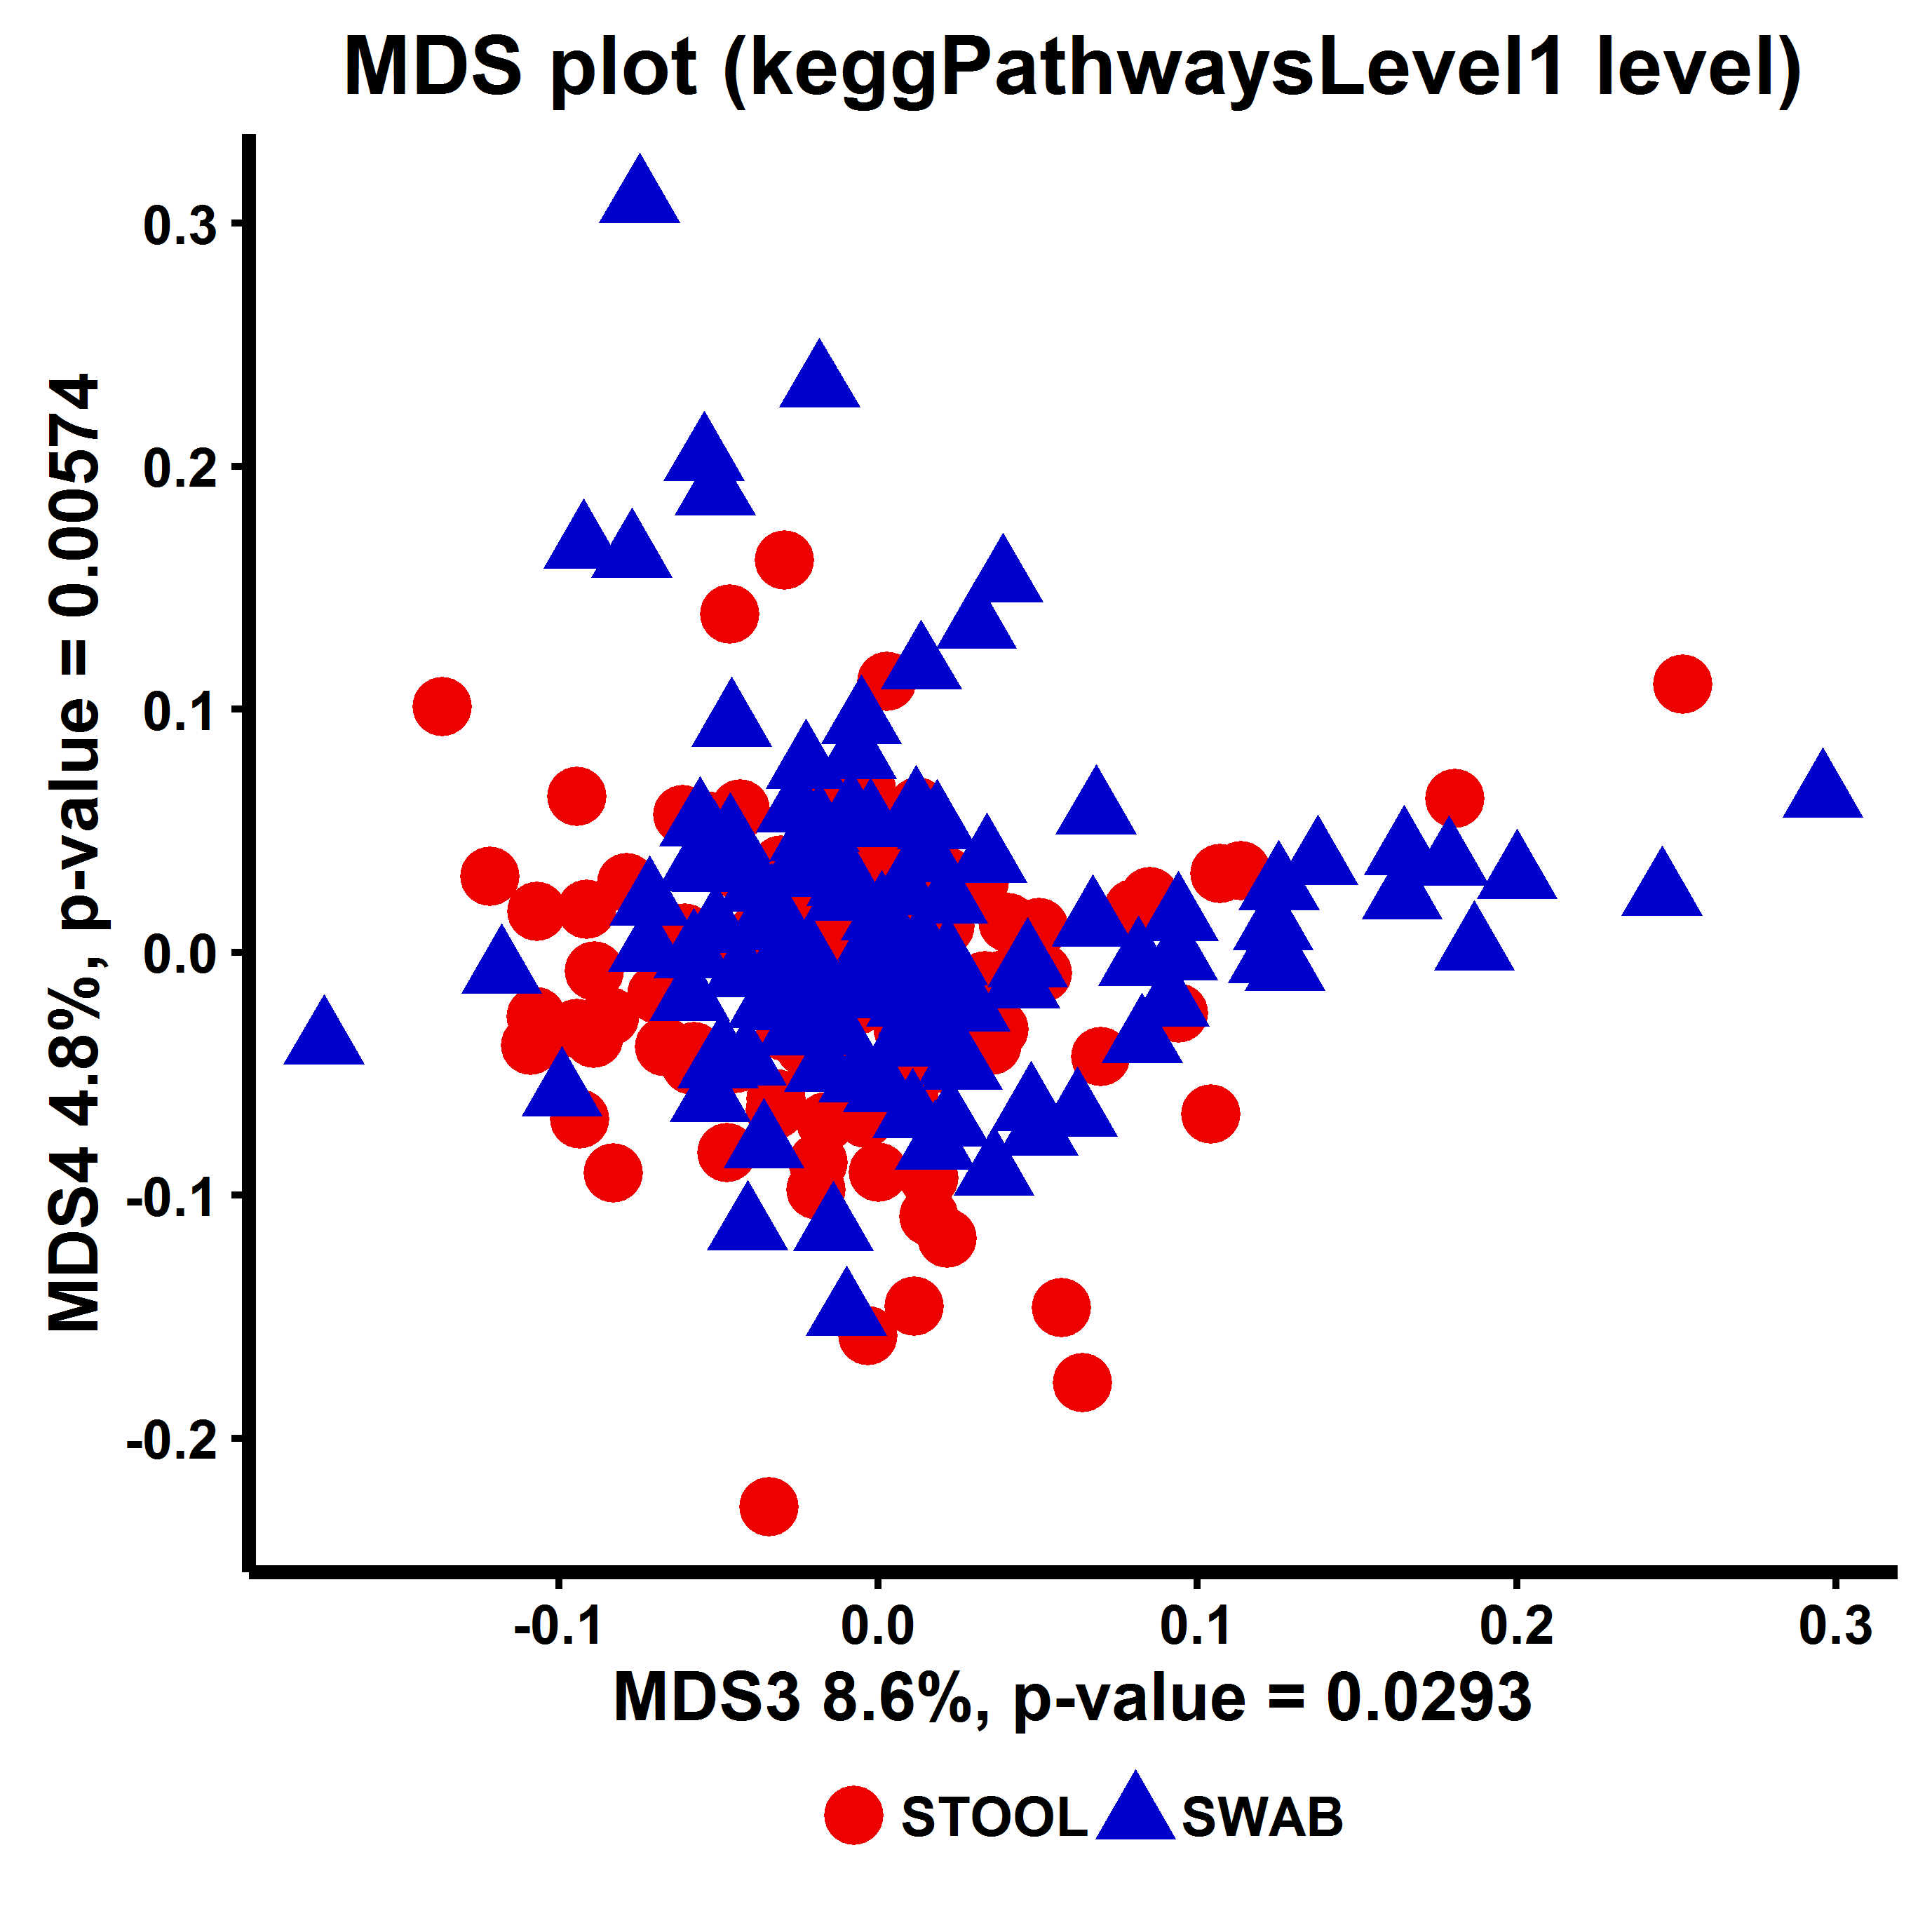 MDS plot (keggPathwaysLevel1 level)
MDS4 4.8%, p-value = 0.00574
0.3
0.2
0.1
0.0
-0.1
-0.2
-0.1 0.0 0.1 0.2 0.3
MDS3 8.6%, p-value = 0.0293
STOOL SWAB